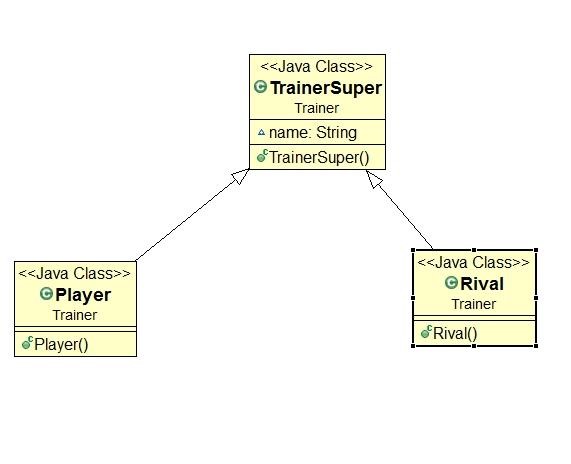 <<Java Class>>
TrainerSuper
Trainer
name: String
TrainerSuper()
<<Java Class>>
Player
Trainer
Player()
<<Java Class>>
Rival
Trainer
Rival()